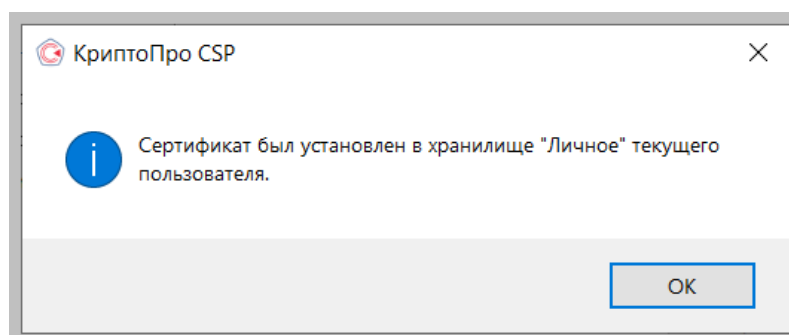 КриптоПро CSP
Сертификат был установлен в хранилище "Личное" текущего
пользователя.
OK